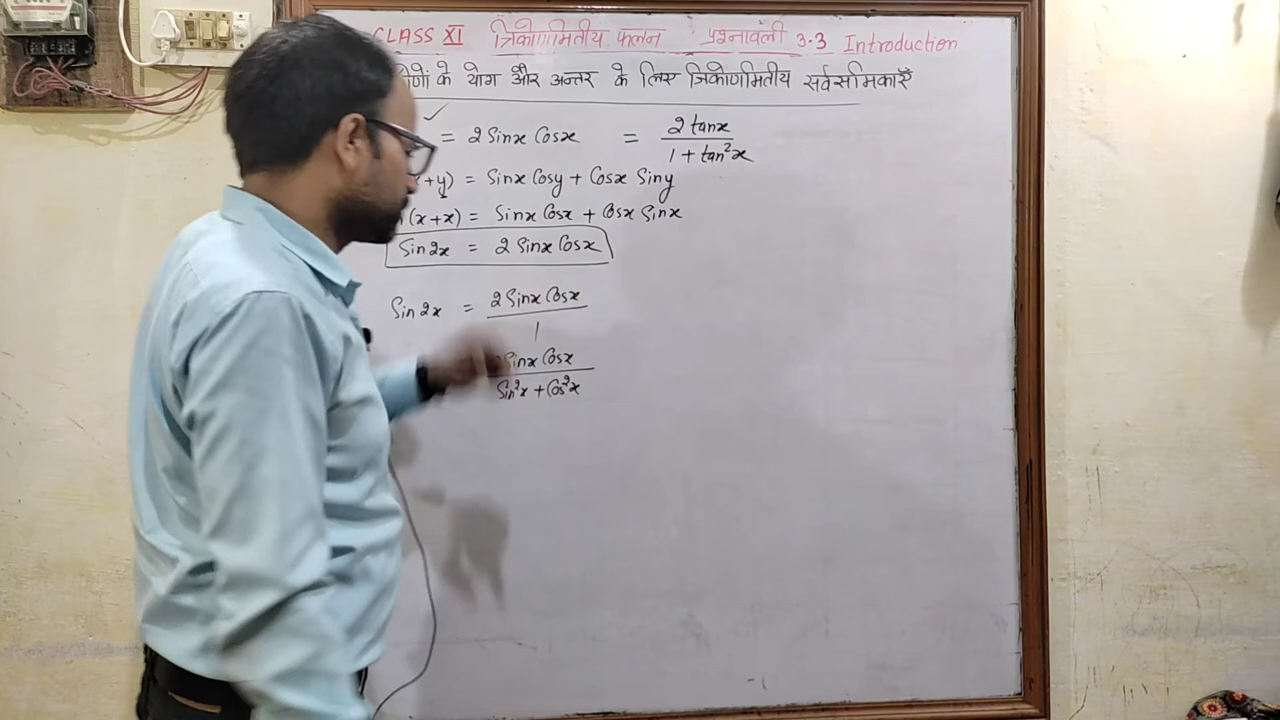 CLASS XI त्रिकोणमितीय फलन प्रश्नावली 3.3 Introduction
के योग और अन्तर के लिए त्रिकोणमितीय सर्वसमिकाएँ
✓ = 2 Sinx Cosx = 2 tanx / 1 + tan²x
+y) = Sinx Cosy + Cosx Siny
(x+x) = Sinx Cosx + Cosx Sinx
Sin2x = 2 Sinx Cosx
Sin2x = 2 Sinx Cosx / 1
Sinx Cosx / Sin²x + Cos²x